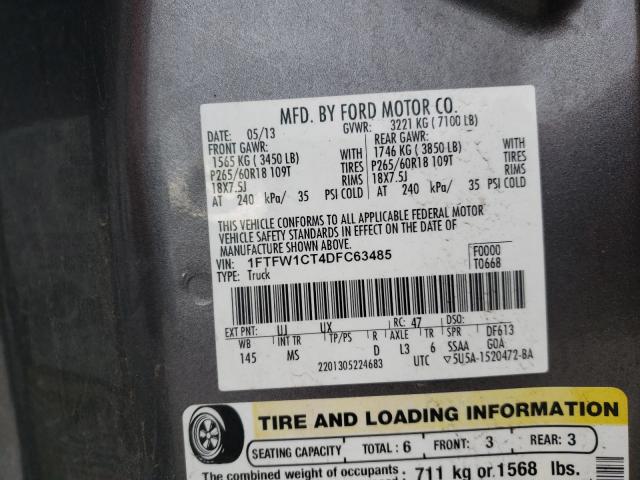 MFD. BY FORD MOTOR CO.
DATE: 05/13 GVWR: 3221 KG ( 7100 LB)
FRONT GAWR: REAR GAWR:
1565 KG ( 3450 LB) WITH 1746 KG ( 3850 LB) WITH
P265/60R18 109T TIRES P265/60R18 109T TIRES
18X7.5J RIMS 18X7.5J RIMS
AT 240 kPa/ 35 PSI COLD AT 240 kPa/ 35 PSI COLD
THIS VEHICLE CONFORMS TO ALL APPLICABLE FEDERAL MOTOR
VEHICLE SAFETY STANDARDS IN EFFECT ON THE DATE OF
MANUFACTURE SHOWN ABOVE.
VIN: 1FTFW1CT4DFC63485 F0000
TYPE: Truck T0668
EXT PNT: UJ UX RC: 47 DSO:
WB INT TR TP/PS R AXLE TR SPR DF613
145 MS D L3 6 SSAA GOA
2201305224683 UTC ▽5U5A-1520472-BA
TIRE AND LOADING INFORMATION
SEATING CAPACITY TOTAL: 6 FRONT: 3 REAR: 3
The combined weight of occupants 711 kg or 1568 lbs.